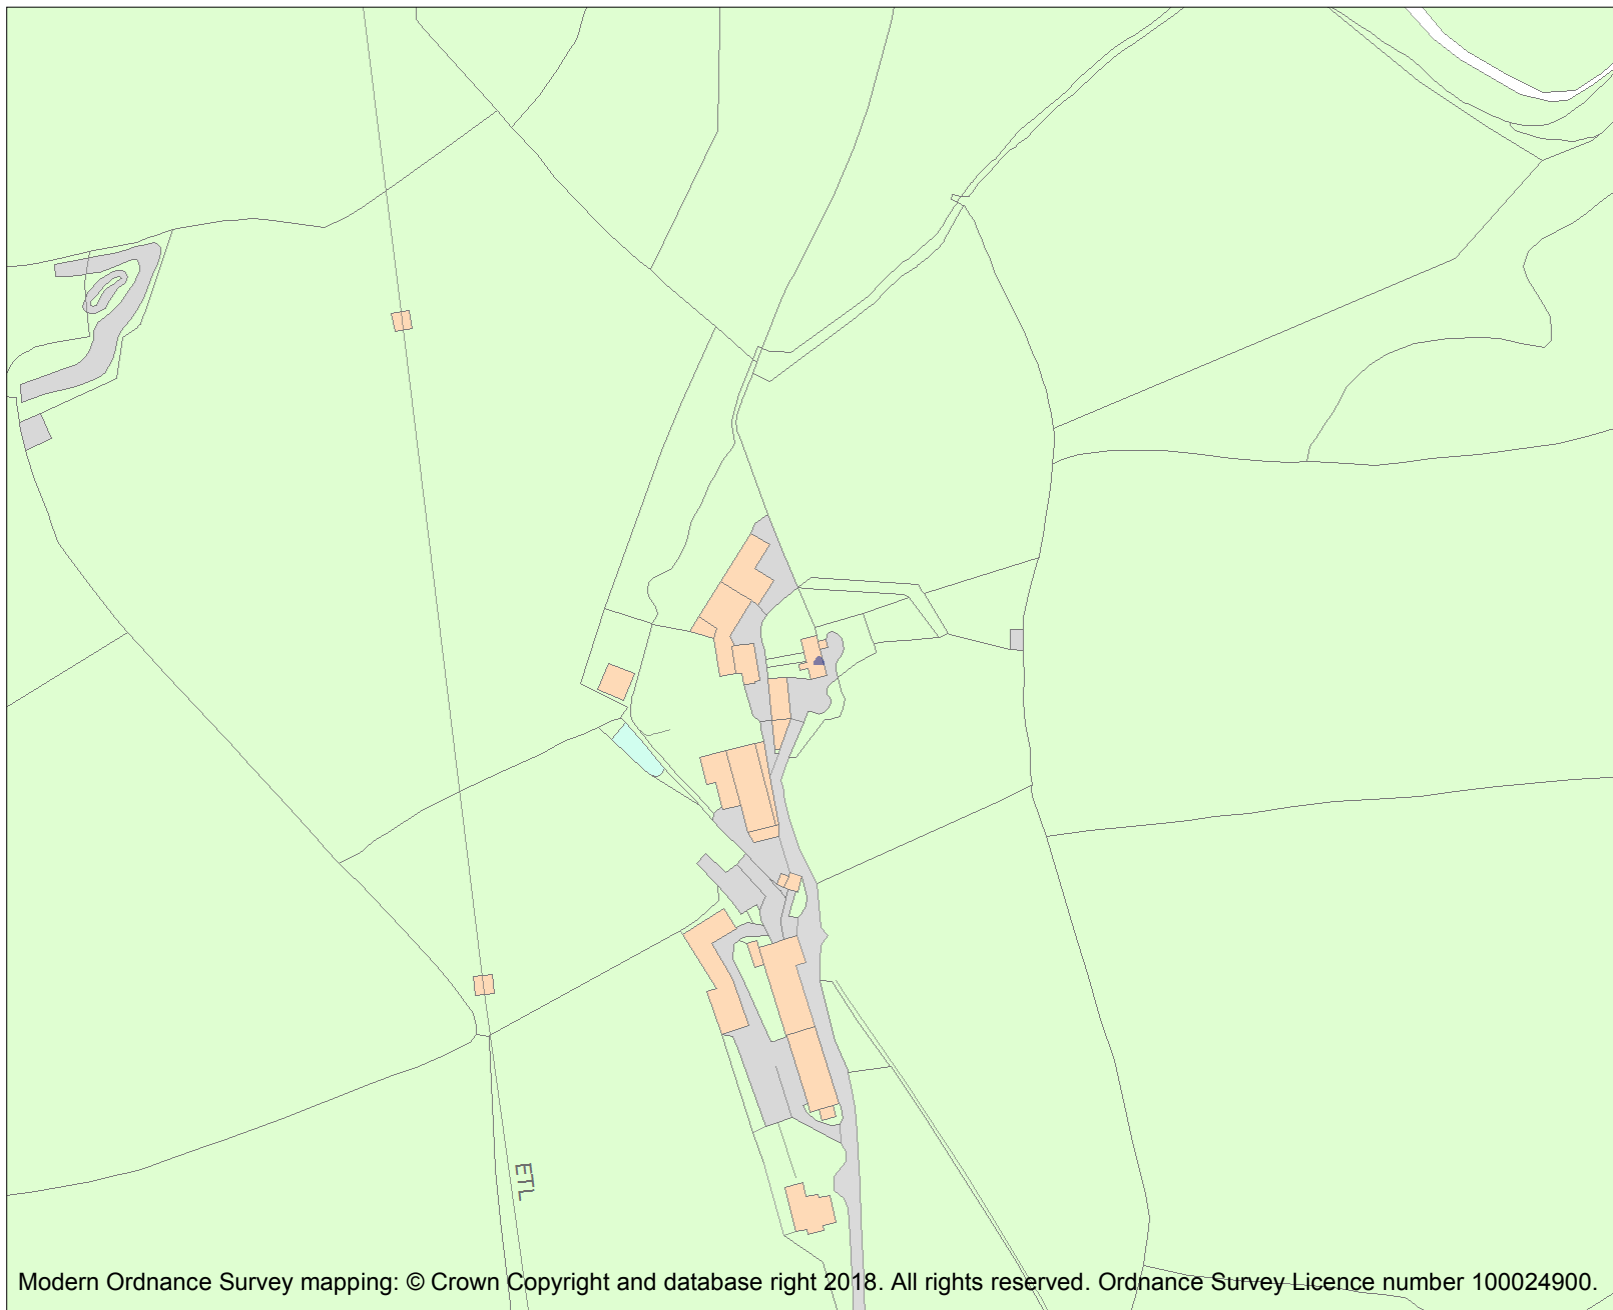 ETL
Modern Ordnance Survey mapping: © Crown Copyright and database right 2018. All rights reserved. Ordnance Survey Licence number 100024900.